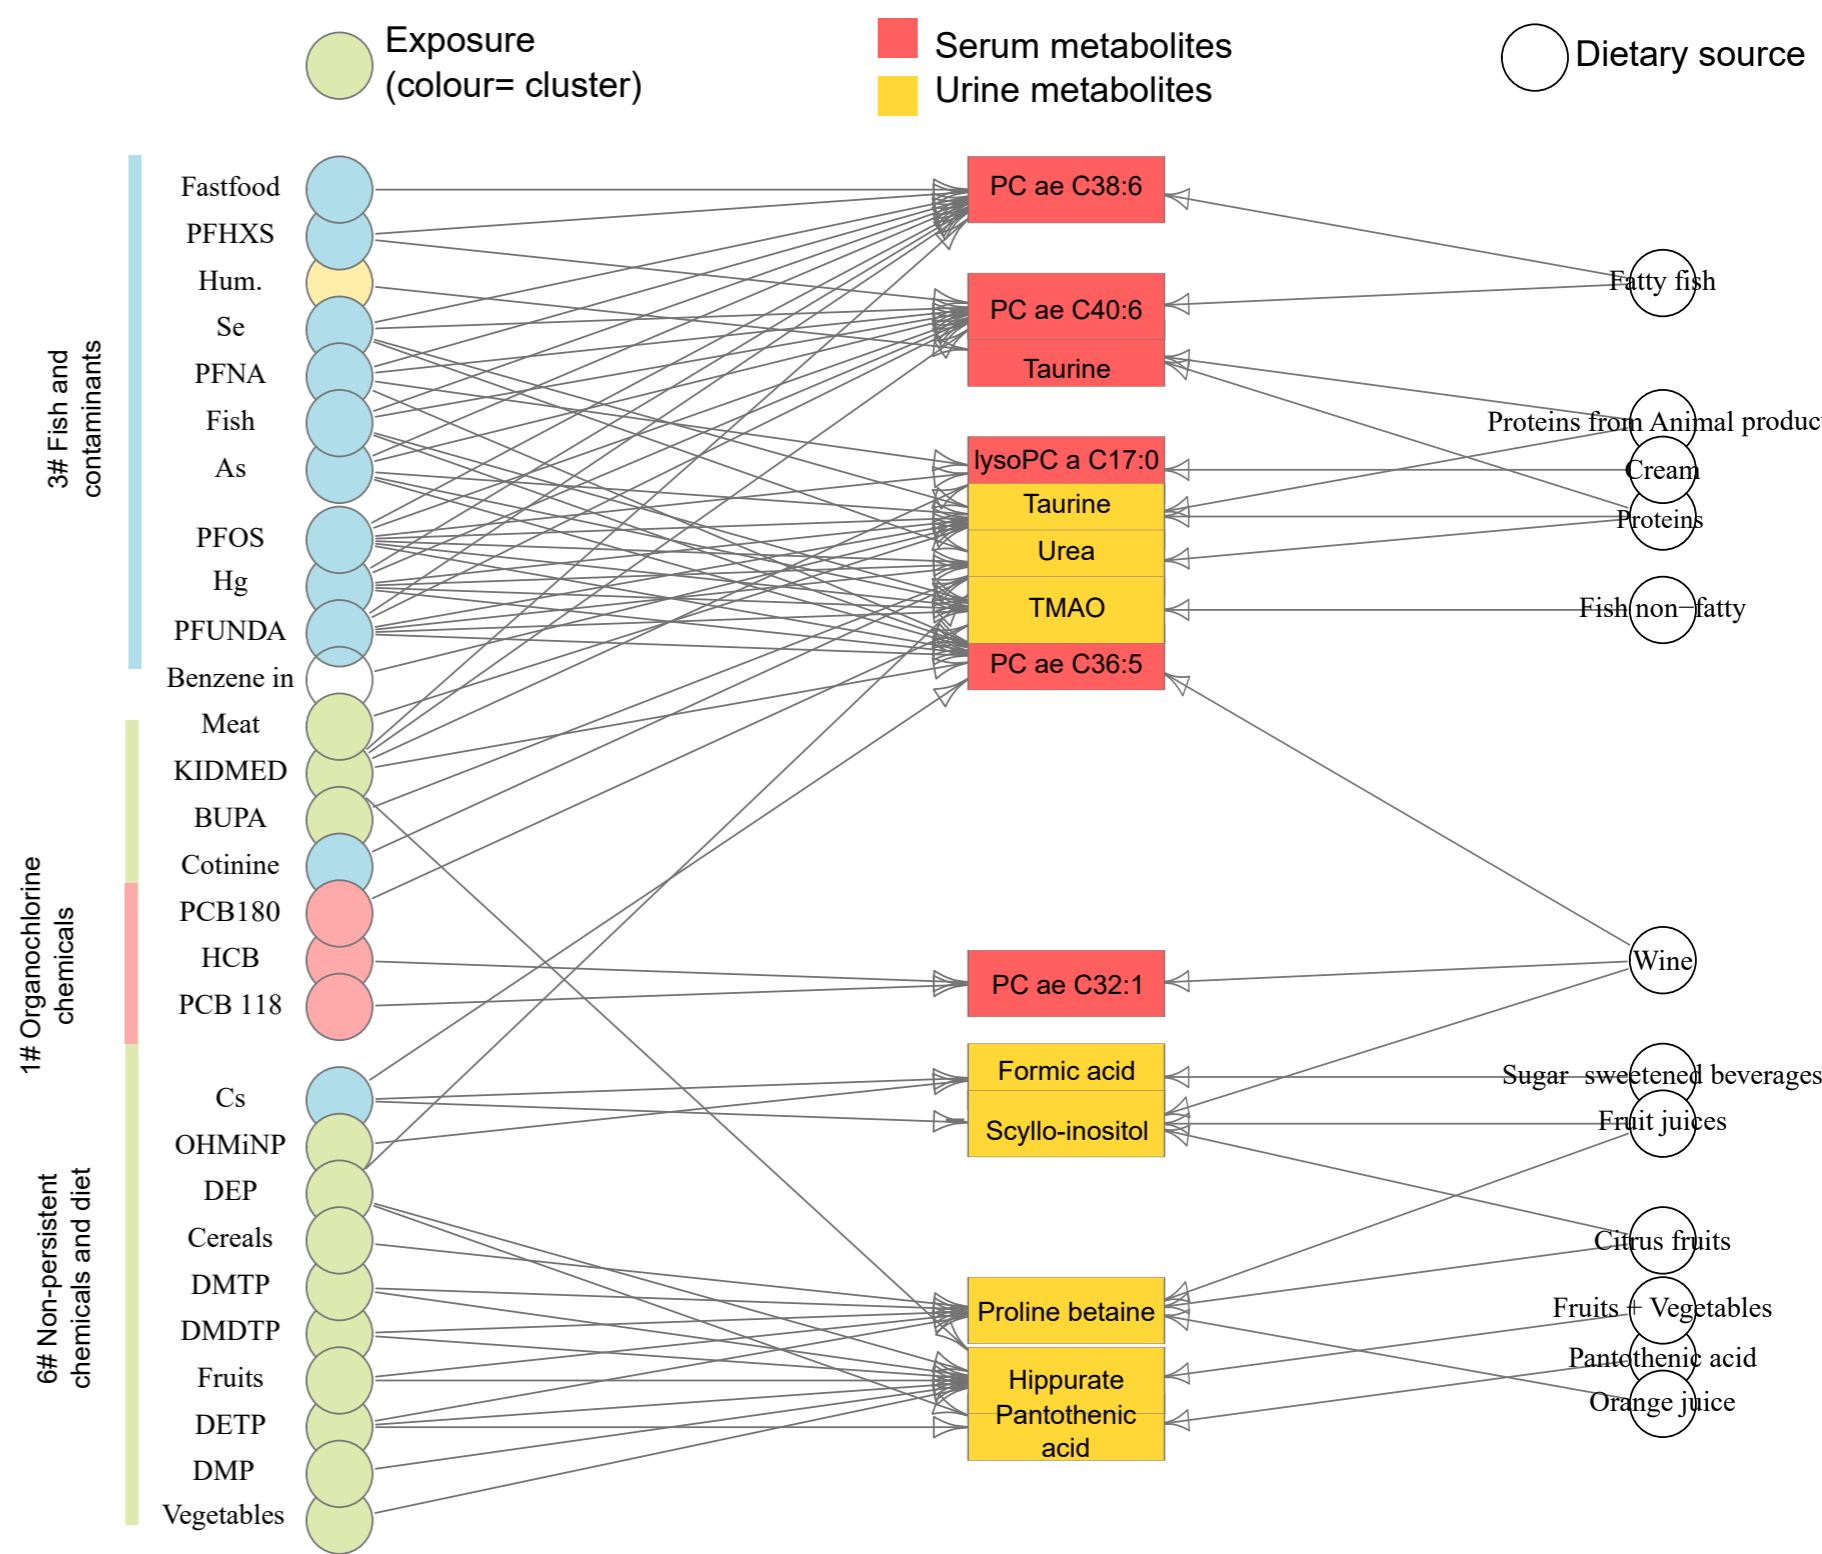 Exposure
(colour= cluster)
Serum metabolites
Urine metabolites
Dietary source
3# Fish and
contaminants
1# Organochlorine
chemicals
6# Non-persistent
chemicals and diet
Fastfood
PFHXS
Hum.
Se
PFNA
Fish
As
PFOS
Hg
PFUNDA
Benzene in
Meat
KIDMED
BUPA
Cotinine
PCB180
HCB
PCB 118
Cs
OHMiNP
DEP
Cereals
DMTP
DMDTP
Fruits
DETP
DMP
Vegetables
PC ae C38:6
PC ae C40:6
Taurine
lysoPC a C17:0
Taurine
Urea
TMAO
PC ae C36:5
PC ae C32:1
Formic acid
Scyllo-inositol
Proline betaine
Hippurate
Pantothenic
acid
Fatty fish
Proteins from Animal produc
Cream
Proteins
Fish non−fatty
Wine
Sugar sweetened beverages
Fruit juices
Citrus fruits
Fruits + Vegetables
Pantothenic acid
Orange juice